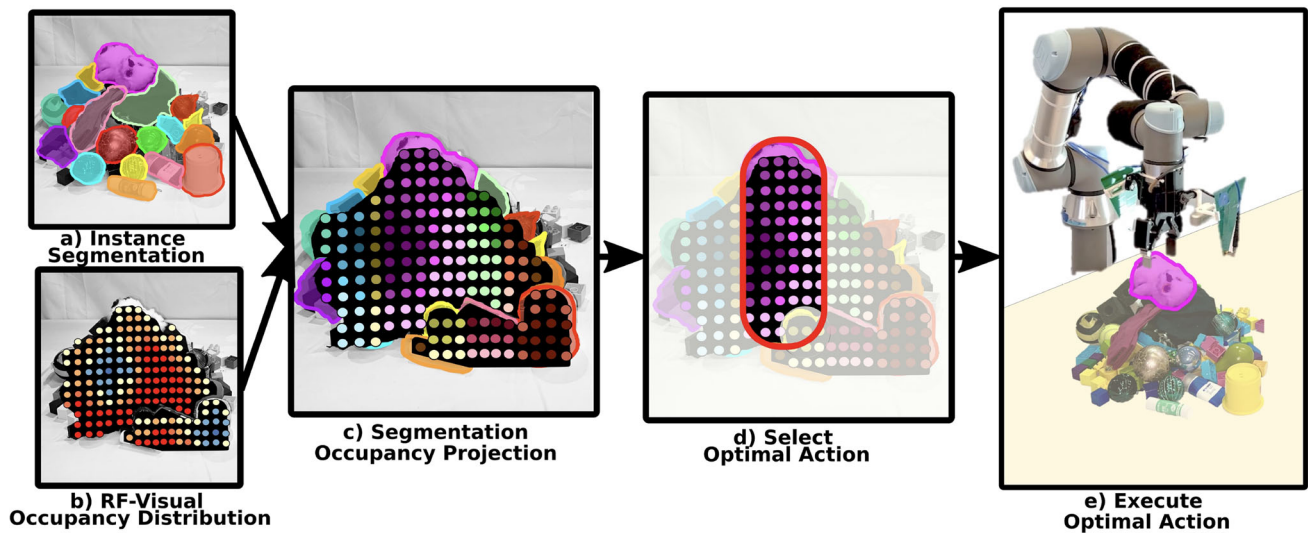 a) Instance
Segmentation
b) RF-Visual
Occupancy Distribution
c) Segmentation
Occupancy Projection
d) Select
Optimal Action
e) Execute
Optimal Action